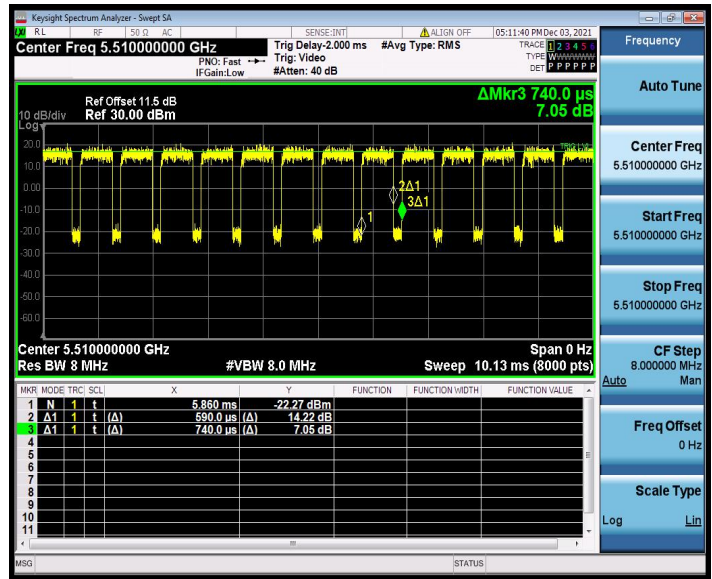 Keysight Spectrum Analyzer - Swept SA
LXI RL RF 50 Ω AC SENSE:INT ALIGN OFF 05:11:40 PM Dec 03, 2021
Center Freq 5.510000000 GHz
PNO: Fast
IFGain:Low
Trig Delay-2.000 ms
Trig: Video
#Atten: 40 dB
#Avg Type: RMS
TRACE 1 2 3 4 5 6
TYPE W
DET P P P P P P
ΔMkr3 740.0 µs
7.05 dB
10 dB/div
Log
Ref Offset 11.5 dB
Ref 30.00 dBm
20.0
10.0
0.00
-10.0
-20.0
-30.0
-40.0
-50.0
-60.0
1
2Δ1
3Δ1
Center 5.510000000 GHz Span 0 Hz
Res BW 8 MHz #VBW 8.0 MHz Sweep 10.13 ms (8000 pts)
MKR MODE TRC SCL X Y FUNCTION FUNCTION WIDTH FUNCTION VALUE
1 N 1 t 5.860 ms -22.27 dBm
2 Δ1 1 t (Δ) 590.0 µs (Δ) 14.22 dB
3 Δ1 1 t (Δ) 740.0 µs (Δ) 7.05 dB
4
5
6
7
8
9
10
11
MSG STATUS
Frequency
Auto Tune
Center Freq
5.510000000 GHz
Start Freq
5.510000000 GHz
Stop Freq
5.510000000 GHz
CF Step
8.000000 MHz
Auto Man
Freq Offset
0 Hz
Scale Type
Log Lin